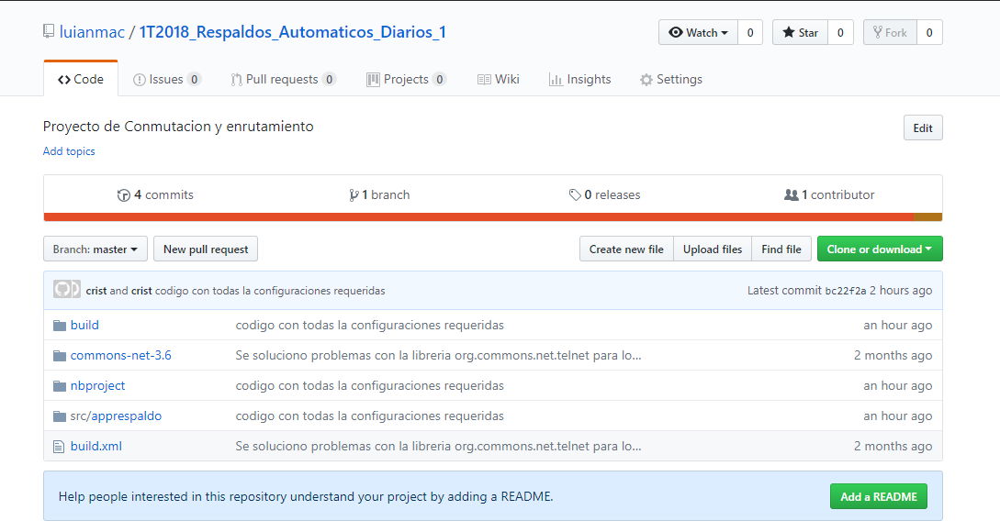 luianmac / 1T2018_Respaldos_Automaticos_Diarios_1
Watch 0 Star 0 Fork 0
Code Issues 0 Pull requests 0 Projects 0 Wiki Insights Settings
Proyecto de Conmutacion y enrutamiento Edit
Add topics
4 commits 1 branch 0 releases 1 contributor
Branch: master New pull request Create new file Upload files Find file Clone or download
crist and crist codigo con todas la configuraciones requeridas Latest commit bc22f2a 2 hours ago
build codigo con todas la configuraciones requeridas an hour ago
commons-net-3.6 Se soluciono problemas con la libreria org.commons.net.telnet para lo... 2 months ago
nbproject codigo con todas la configuraciones requeridas an hour ago
src/apprespaldo codigo con todas la configuraciones requeridas an hour ago
build.xml Se soluciono problemas con la libreria org.commons.net.telnet para lo... 2 months ago
Help people interested in this repository understand your project by adding a README. Add a README